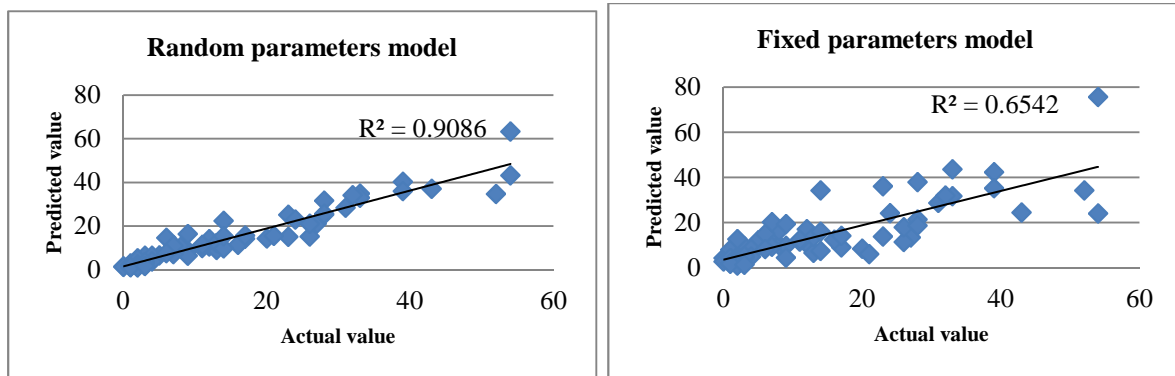 Random parameters model
80
60
40
20
0
0 20 40 60
R² = 0.9086
Predicted value
Actual value
Fixed parameters model
80
60
40
20
0
0 20 40 60
R² = 0.6542
Predicted value
Actual value